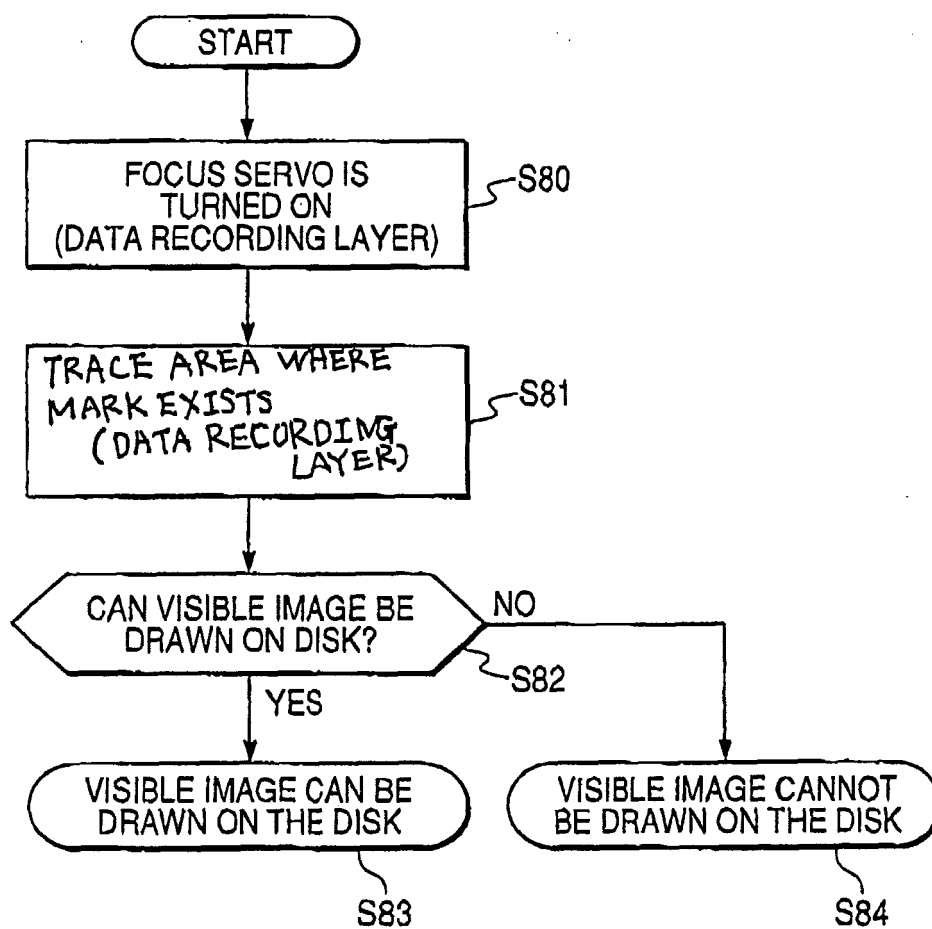 START
FOCUS SERVO IS
TURNED ON
(DATA RECORDING LAYER)
S80
TRACE AREA WHERE
MARK EXISTS
(DATA RECORDING
LAYER)
S81
CAN VISIBLE IMAGE BE
DRAWN ON DISK?
NO
S82
YES
VISIBLE IMAGE CAN BE
DRAWN ON THE DISK
S83
VISIBLE IMAGE CANNOT
BE DRAWN ON THE DISK
S84